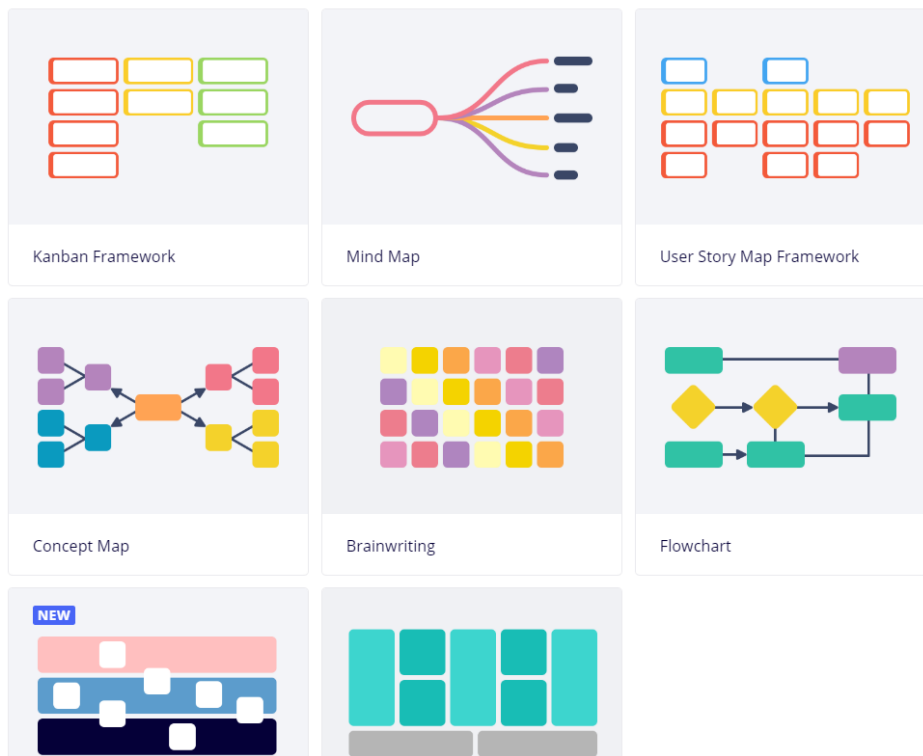 Kanban Framework
Mind Map
User Story Map Framework
Concept Map
Brainwriting
Flowchart
NEW